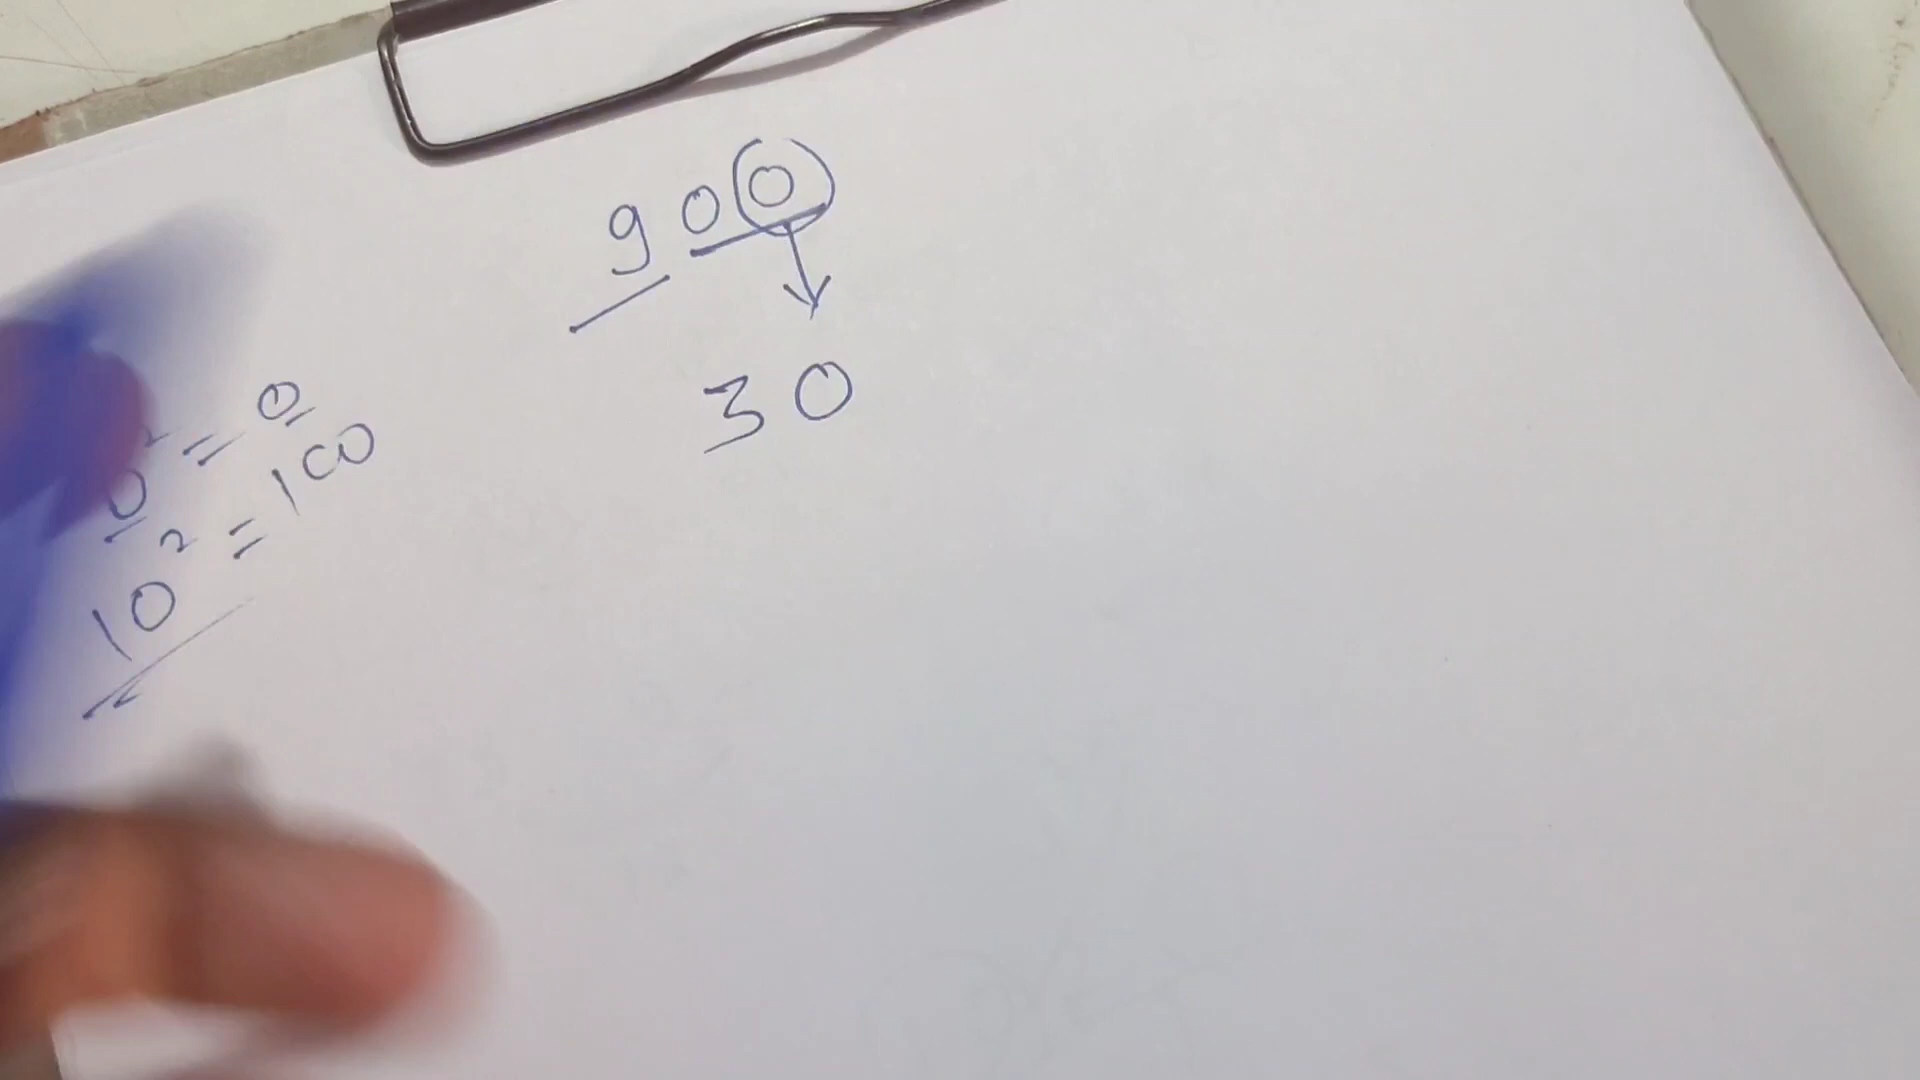 900
30
0² = 0
10² = 100